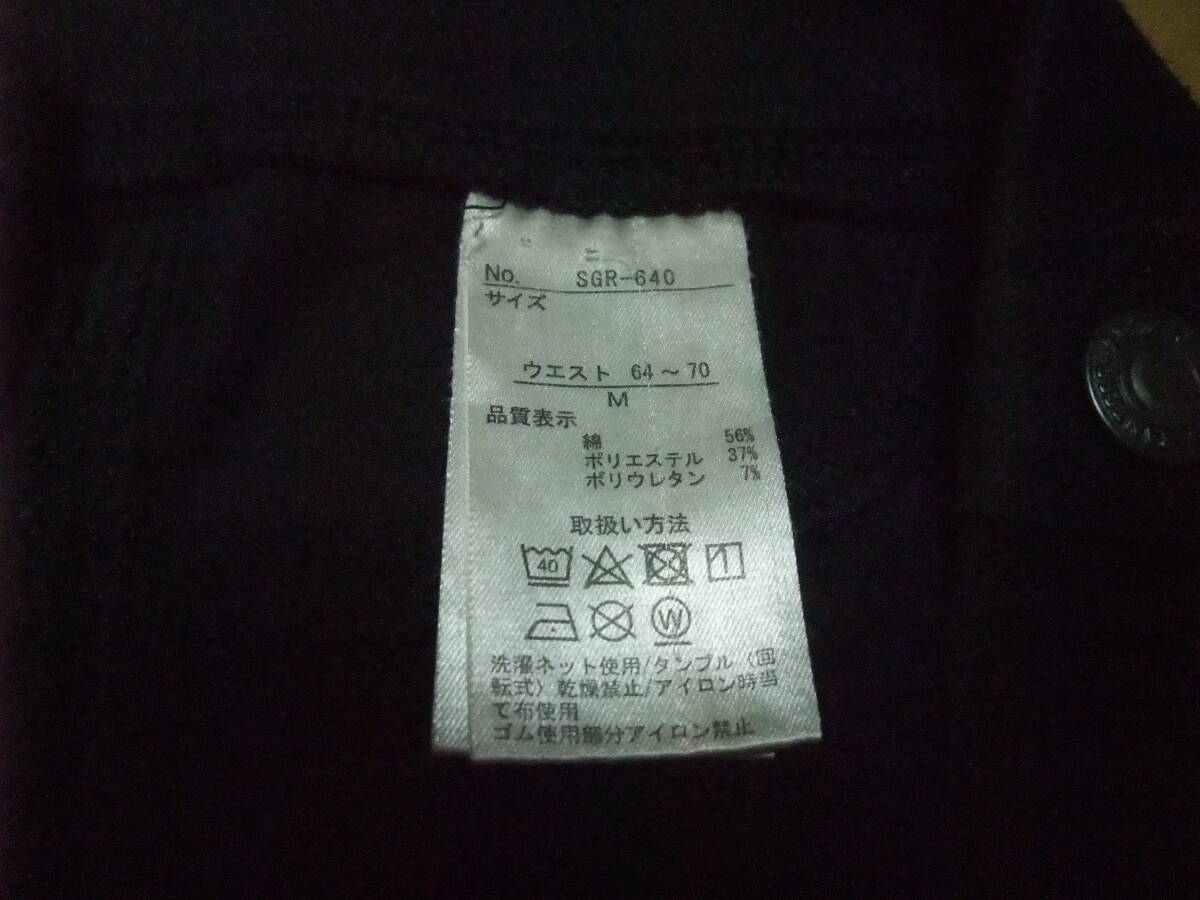 No. SGR-640
サイズ
ウエスト 64～70
M
品質表示
綿 56%
ポリエステル 37%
ポリウレタン 7%
取扱い方法
40
W
洗濯ネット使用/タンブル〈回
転式〉乾燥禁止/アイロン時当
て布使用
ゴム使用部分アイロン禁止